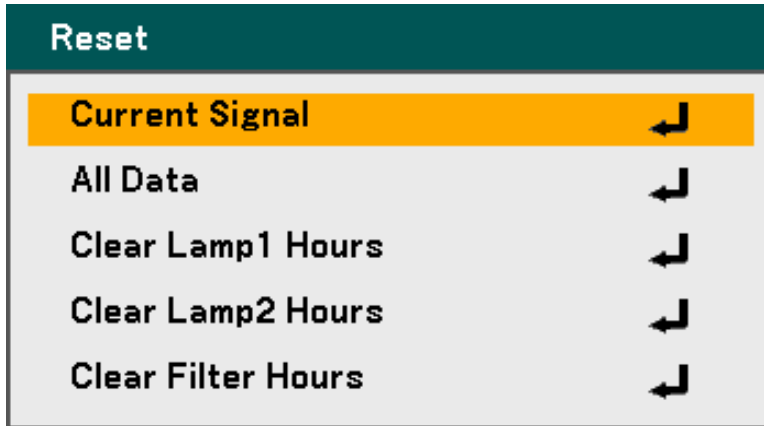 Reset
Current Signal
All Data
Clear Lamp1 Hours
Clear Lamp2 Hours
Clear Filter Hours